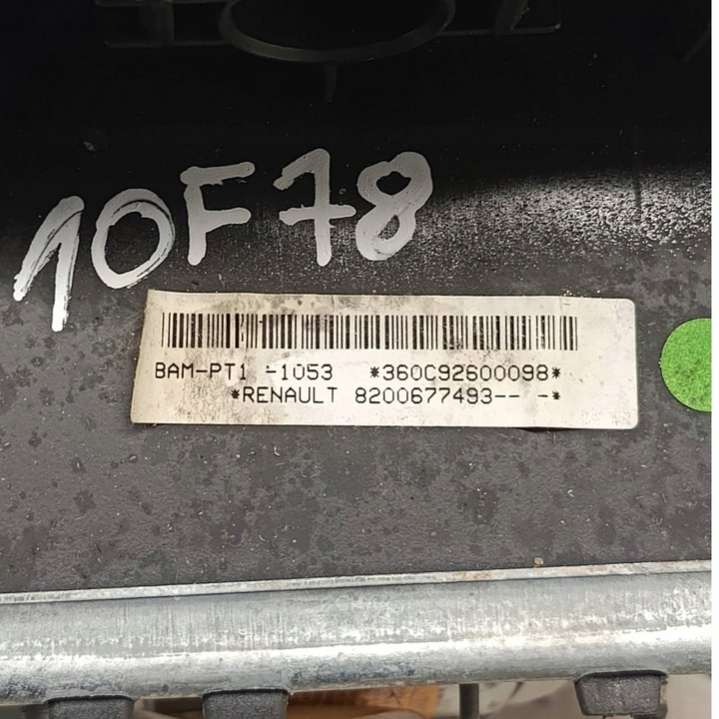 10F78
BAM-PT1 -1053 *360C92600098*
*RENAULT 8200677493-- -*